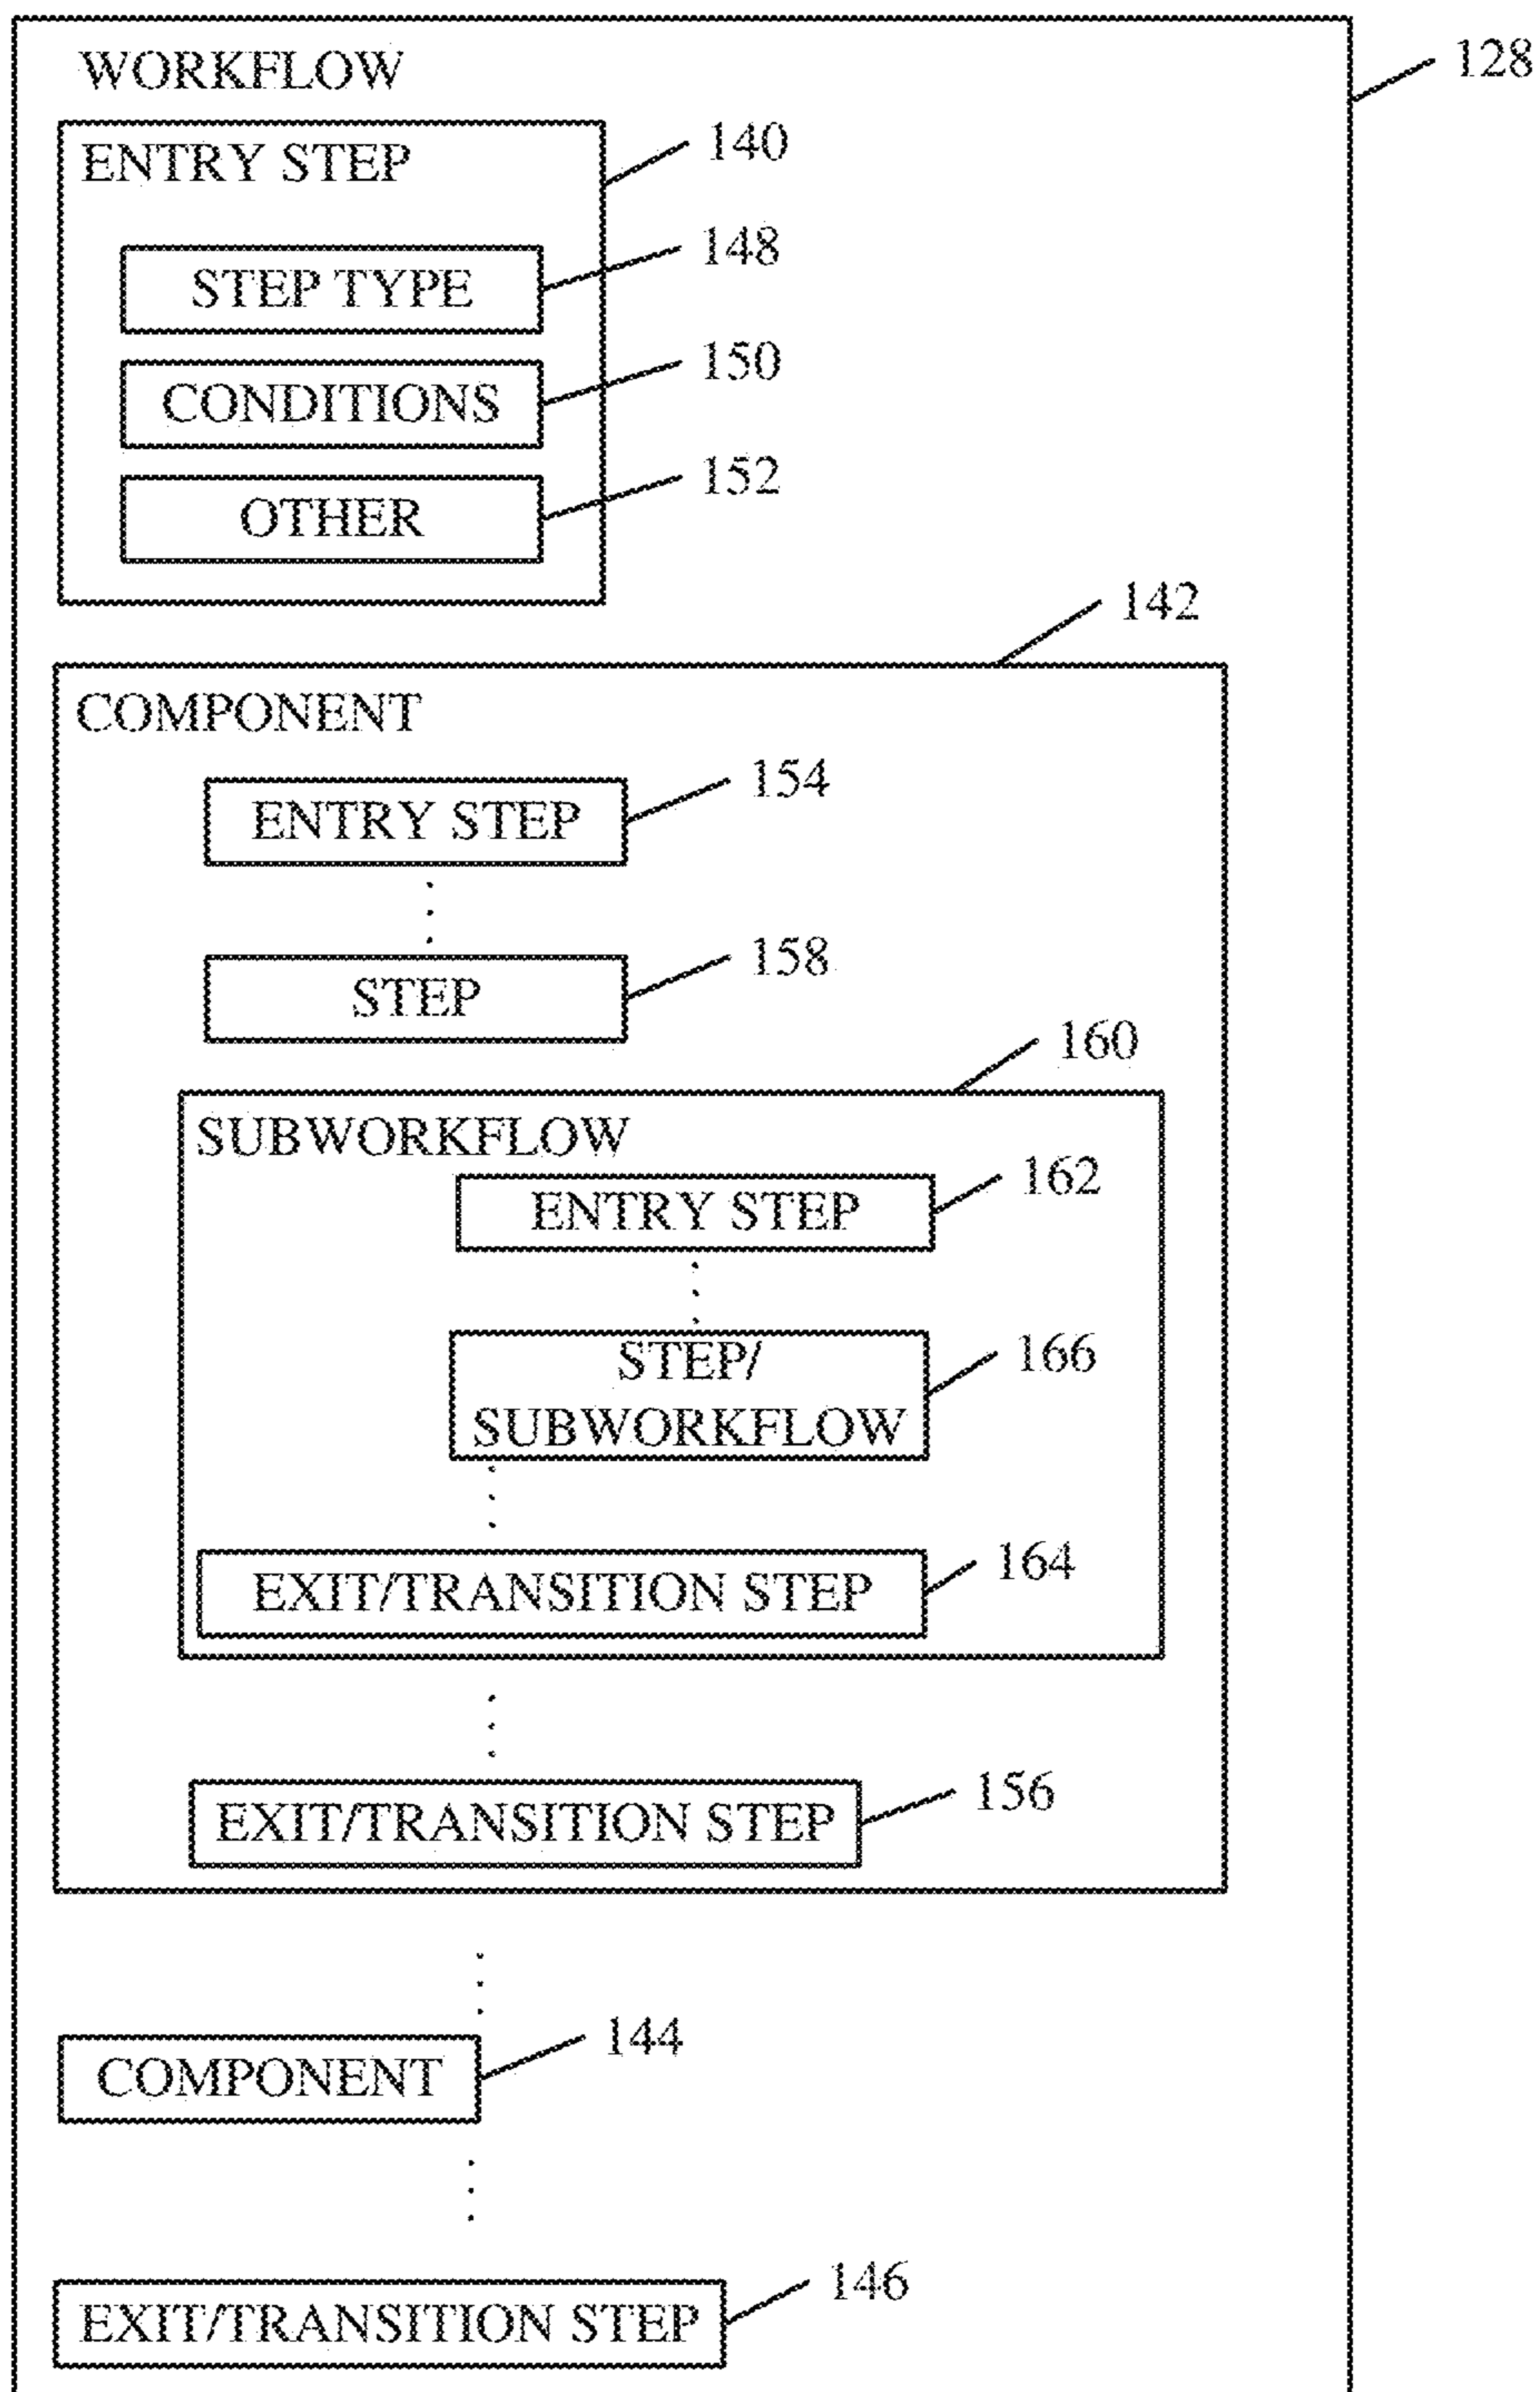 WORKFLOW
128
ENTRY STEP
140
STEP TYPE
148
CONDITIONS
150
OTHER
152
142
COMPONENT
ENTRY STEP
154
STEP
158
160
SUBWORKFLOW
ENTRY STEP
162
STEP/
SUBWORKFLOW
166
EXIT/TRANSITION STEP
164
EXIT/TRANSITION STEP
156
COMPONENT
144
EXIT/TRANSITION STEP
146